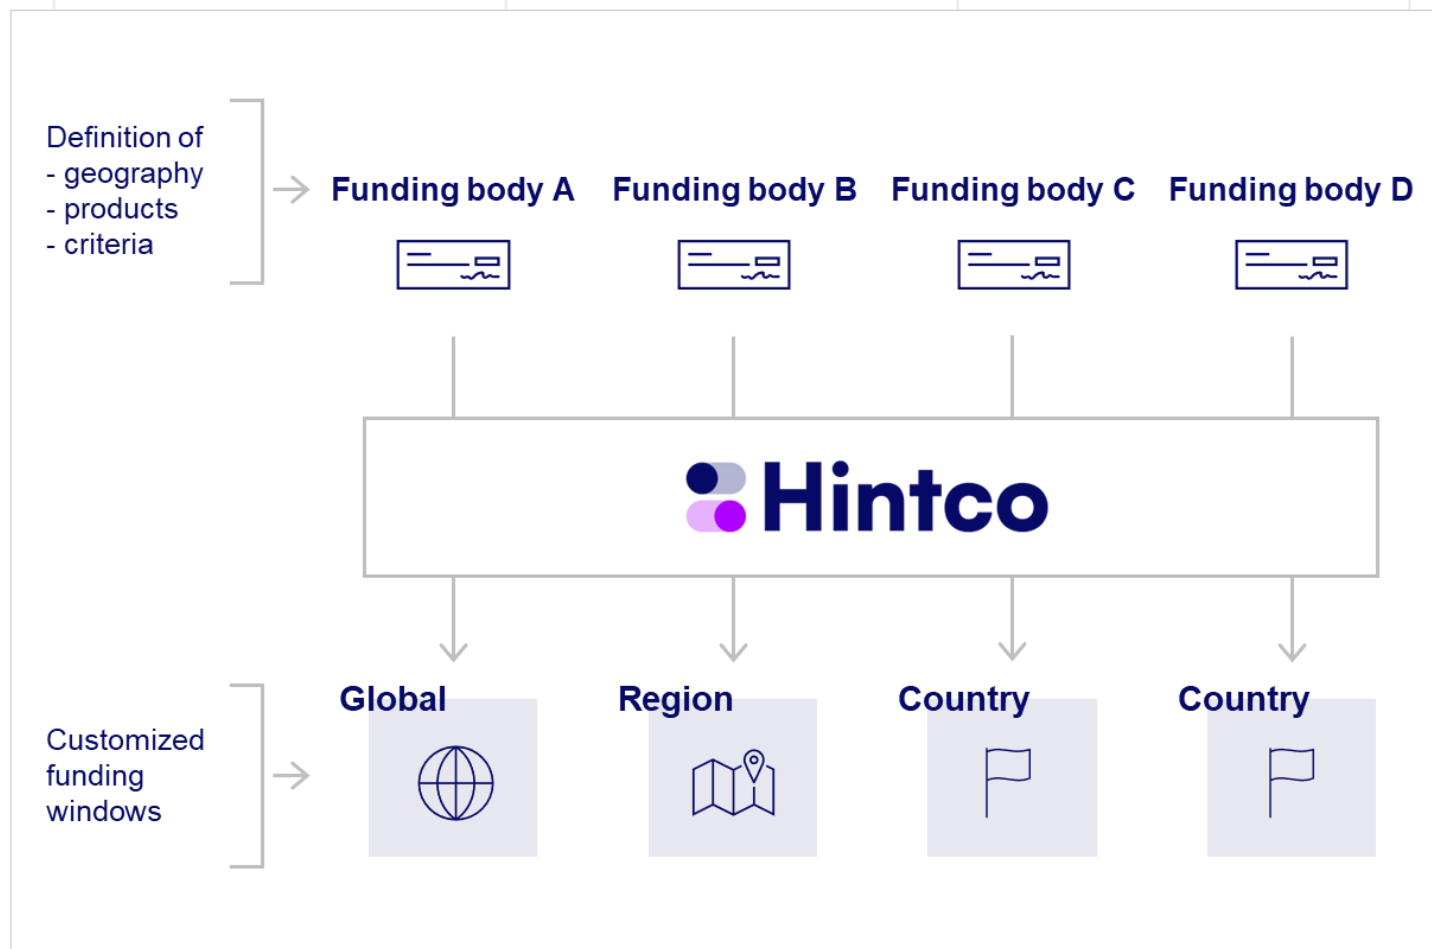 Definition of
- geography
- products
- criteria
Funding body A
Funding body B
Funding body C
Funding body D
Hintco
Customized
funding
windows
Global
Region
Country
Country